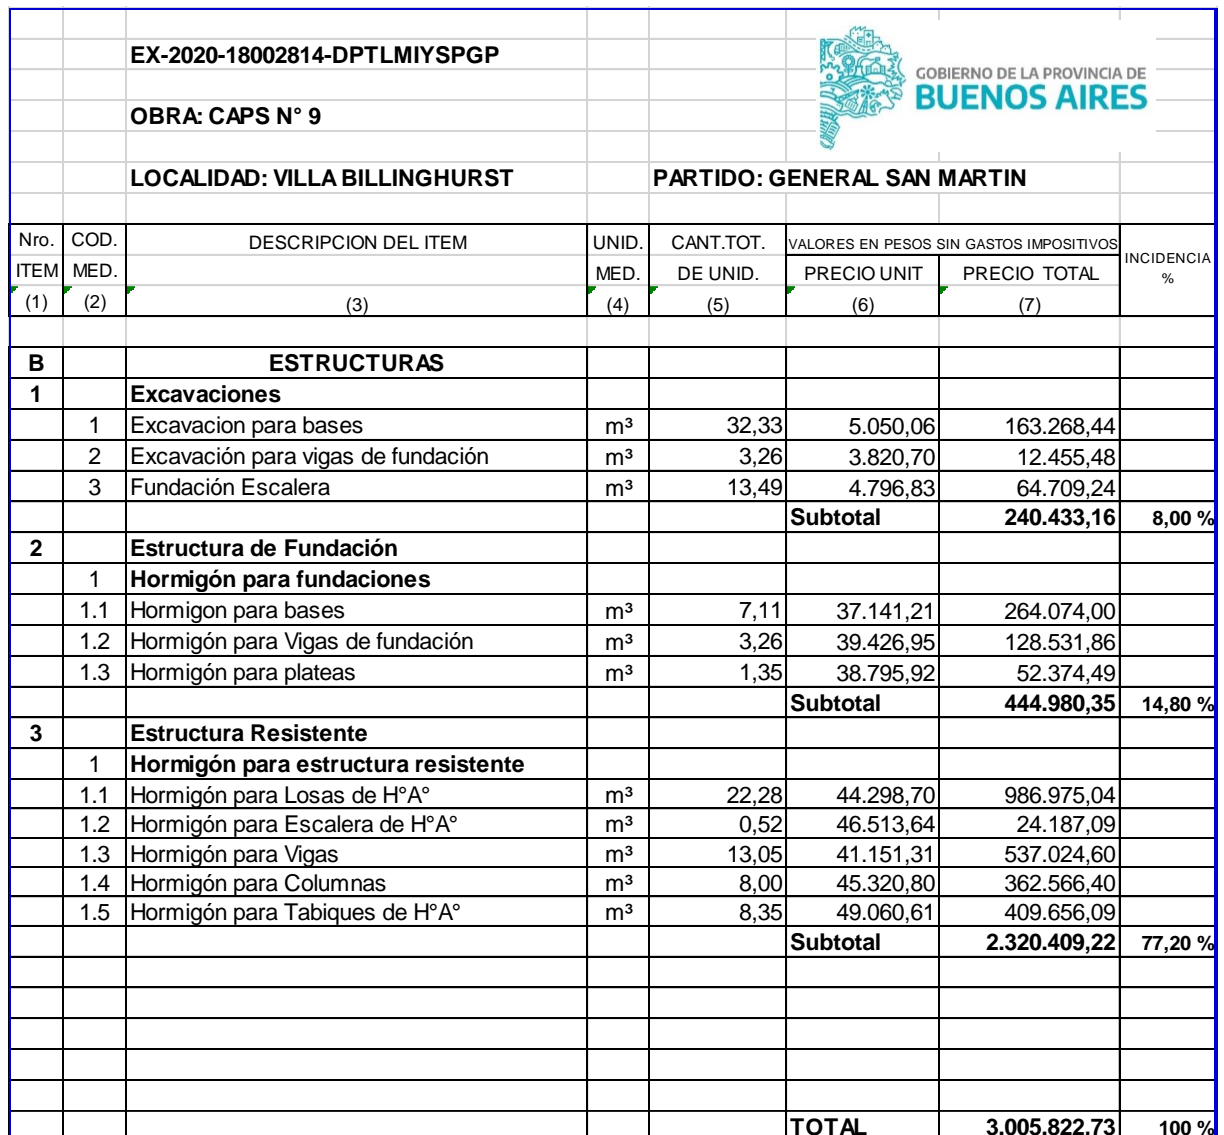 EX-2020-18002814-DPTLMIYSPGP
GOBIERNO DE LA PROVINCIA DE
BUENOS AIRES
OBRA: CAPS N° 9
LOCALIDAD: VILLA BILLINGHURST PARTIDO: GENERAL SAN MARTIN
Nro. COD. DESCRIPCION DEL ITEM UNID. CANT.TOT. VALORES EN PESOS SIN GASTOS IMPOSITIVOS INCIDENCIA
ITEM MED. MED. DE UNID. PRECIO UNIT PRECIO TOTAL %
(1) (2) (3) (4) (5) (6) (7)
B ESTRUCTURAS
1 Excavaciones
1 Excavacion para bases m³ 32,33 5.050,06 163.268,44
2 Excavación para vigas de fundación m³ 3,26 3.820,70 12.455,48
3 Fundación Escalera m³ 13,49 4.796,83 64.709,24
Subtotal 240.433,16 8,00 %
2 Estructura de Fundación
1 Hormigón para fundaciones
1.1 Hormigon para bases m³ 7,11 37.141,21 264.074,00
1.2 Hormigón para Vigas de fundación m³ 3,26 39.426,95 128.531,86
1.3 Hormigón para plateas m³ 1,35 38.795,92 52.374,49
Subtotal 444.980,35 14,80 %
3 Estructura Resistente
1 Hormigón para estructura resistente
1.1 Hormigón para Losas de H°A° m³ 22,28 44.298,70 986.975,04
1.2 Hormigón para Escalera de H°A° m³ 0,52 46.513,64 24.187,09
1.3 Hormigón para Vigas m³ 13,05 41.151,31 537.024,60
1.4 Hormigón para Columnas m³ 8,00 45.320,80 362.566,40
1.5 Hormigón para Tabiques de H°A° m³ 8,35 49.060,61 409.656,09
Subtotal 2.320.409,22 77,20 %
TOTAL 3.005.822,73 100 %